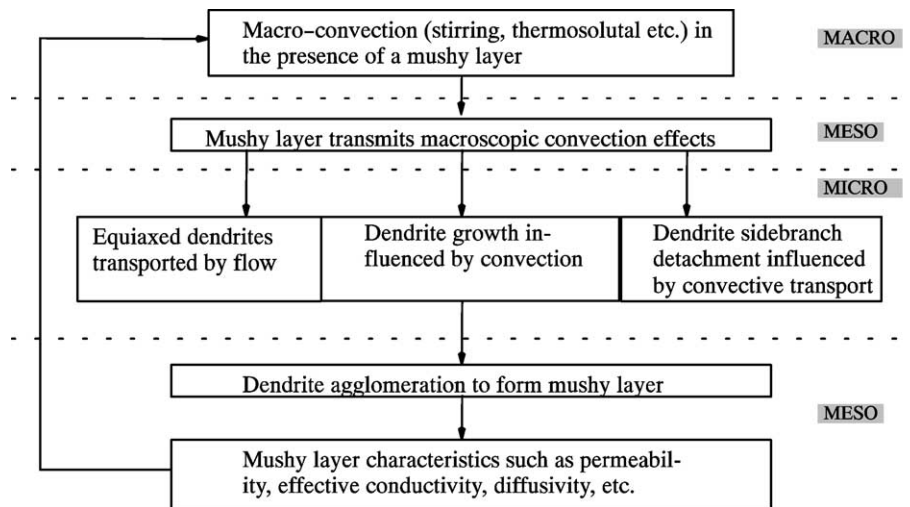 Macro-convection (stirring, thermosolutal etc.) in
the presence of a mushy layer
MACRO
Mushy layer transmits macroscopic convection effects
MESO
MICRO
Equiaxed dendrites
transported by flow
Dendrite growth in-
fluenced by convection
Dendrite sidebranch
detachment influenced
by convective transport
Dendrite agglomeration to form mushy layer
MESO
Mushy layer characteristics such as permeabil-
ity, effective conductivity, diffusivity, etc.